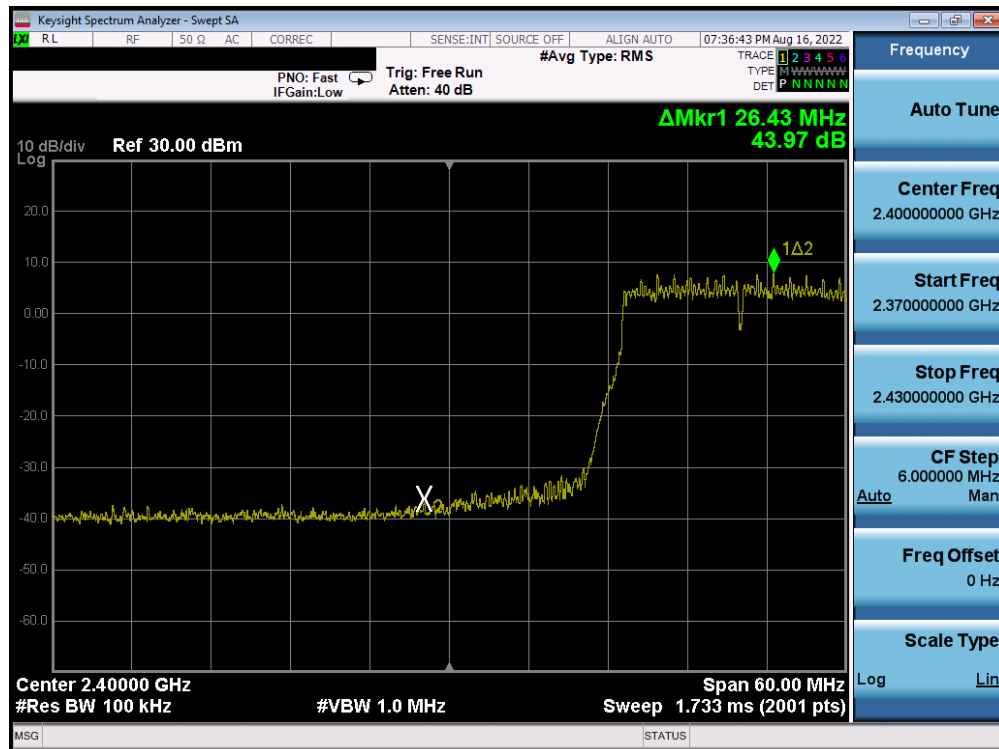 Keysight Spectrum Analyzer - Swept SA
LXI RL RF 50 Ω AC CORREC SENSE:INT SOURCE OFF ALIGN AUTO 07:36:43 PM Aug 16, 2022
#Avg Type: RMS
TRACE 1 2 3 4 5 6
PNO: Fast Trig: Free Run
TYPE M WWWWW
IFGain:Low Atten: 40 dB
DET P N N N N N
ΔMkr1 26.43 MHz
43.97 dB
10 dB/div Ref 30.00 dBm
Log
20.0
10.0
1Δ2
0.00
-10.0
-20.0
-30.0
X2
-40.0
-50.0
-60.0
Center 2.40000 GHz Span 60.00 MHz
#Res BW 100 kHz #VBW 1.0 MHz Sweep 1.733 ms (2001 pts)
MSG STATUS
Frequency
Auto Tune
Center Freq
2.400000000 GHz
Start Freq
2.370000000 GHz
Stop Freq
2.430000000 GHz
CF Step
6.000000 MHz
Auto Man
Freq Offset
0 Hz
Scale Type
Log Lin